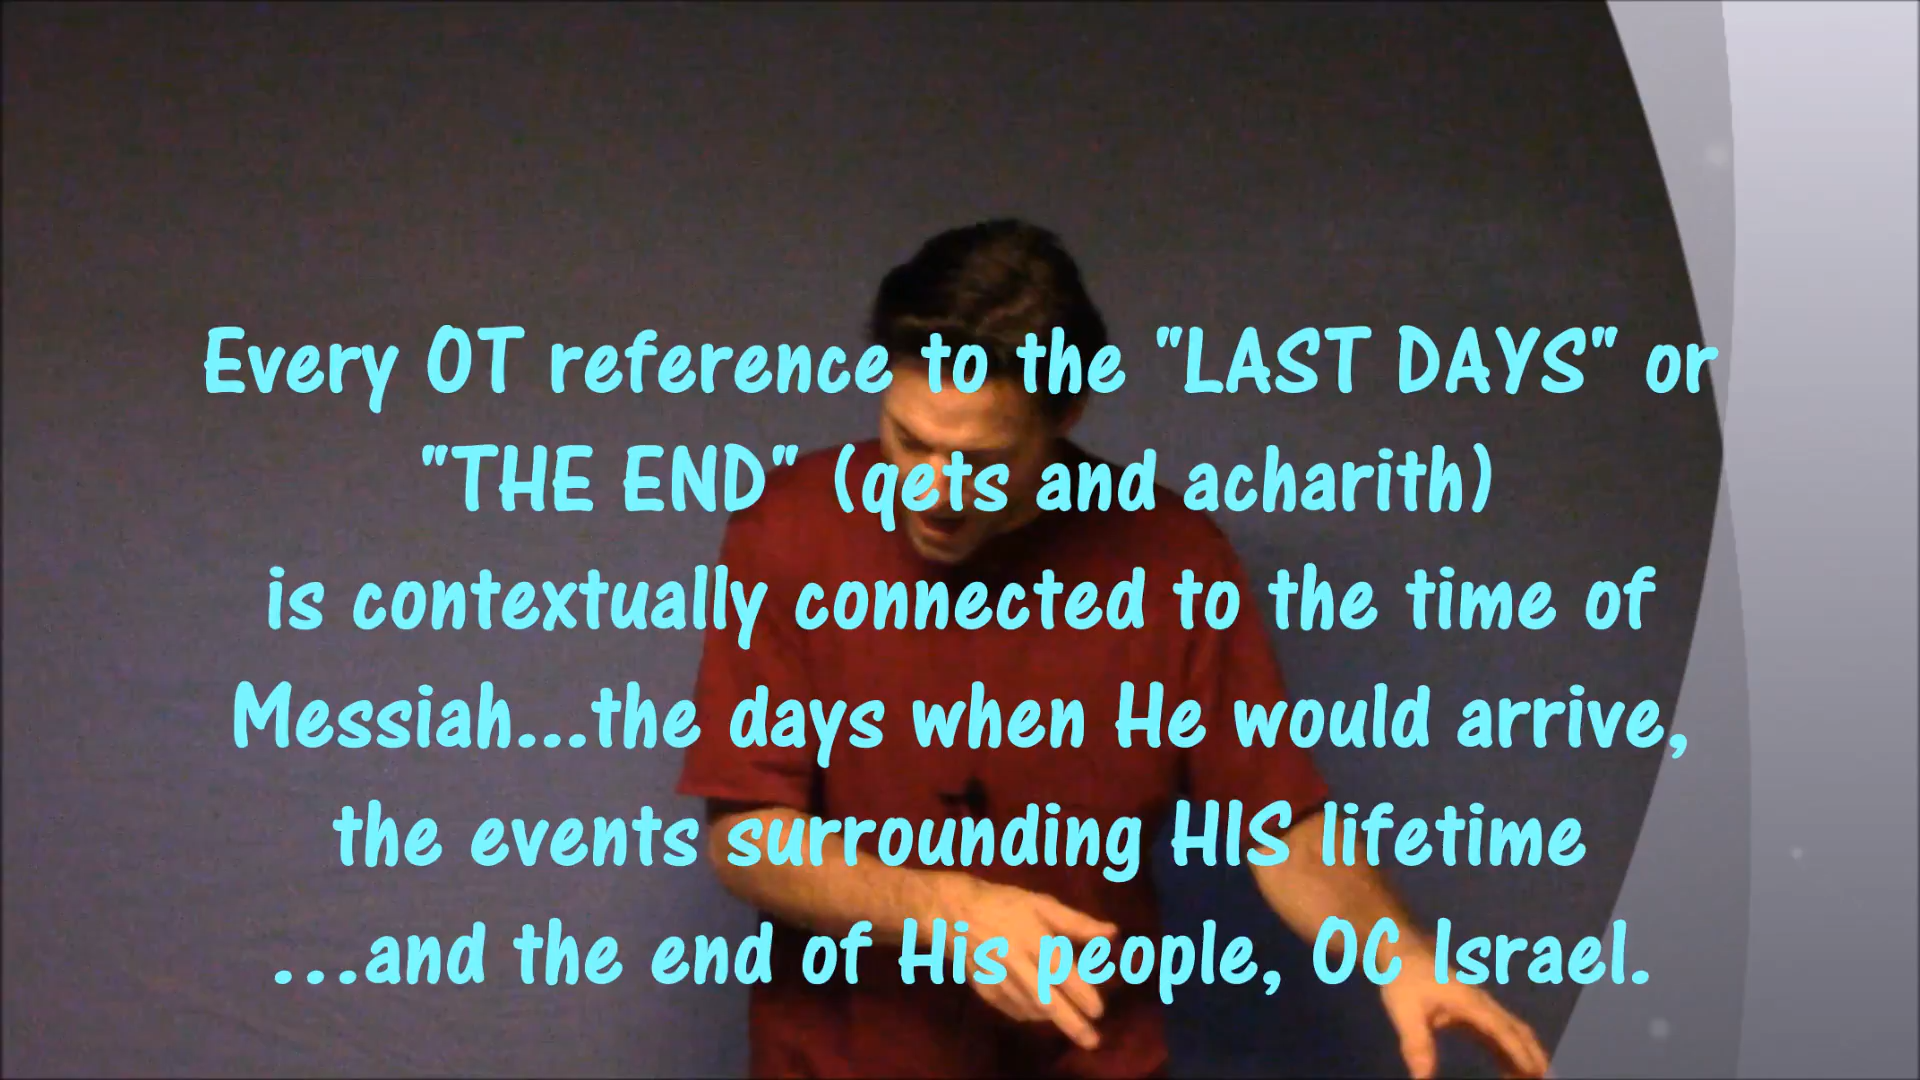 Every OT reference to the "LAST DAYS" or
"THE END" (qets and acharith)
is contextually connected to the time of
Messiah...the days when He would arrive,
the events surrounding HIS lifetime
...and the end of His people, OC Israel.